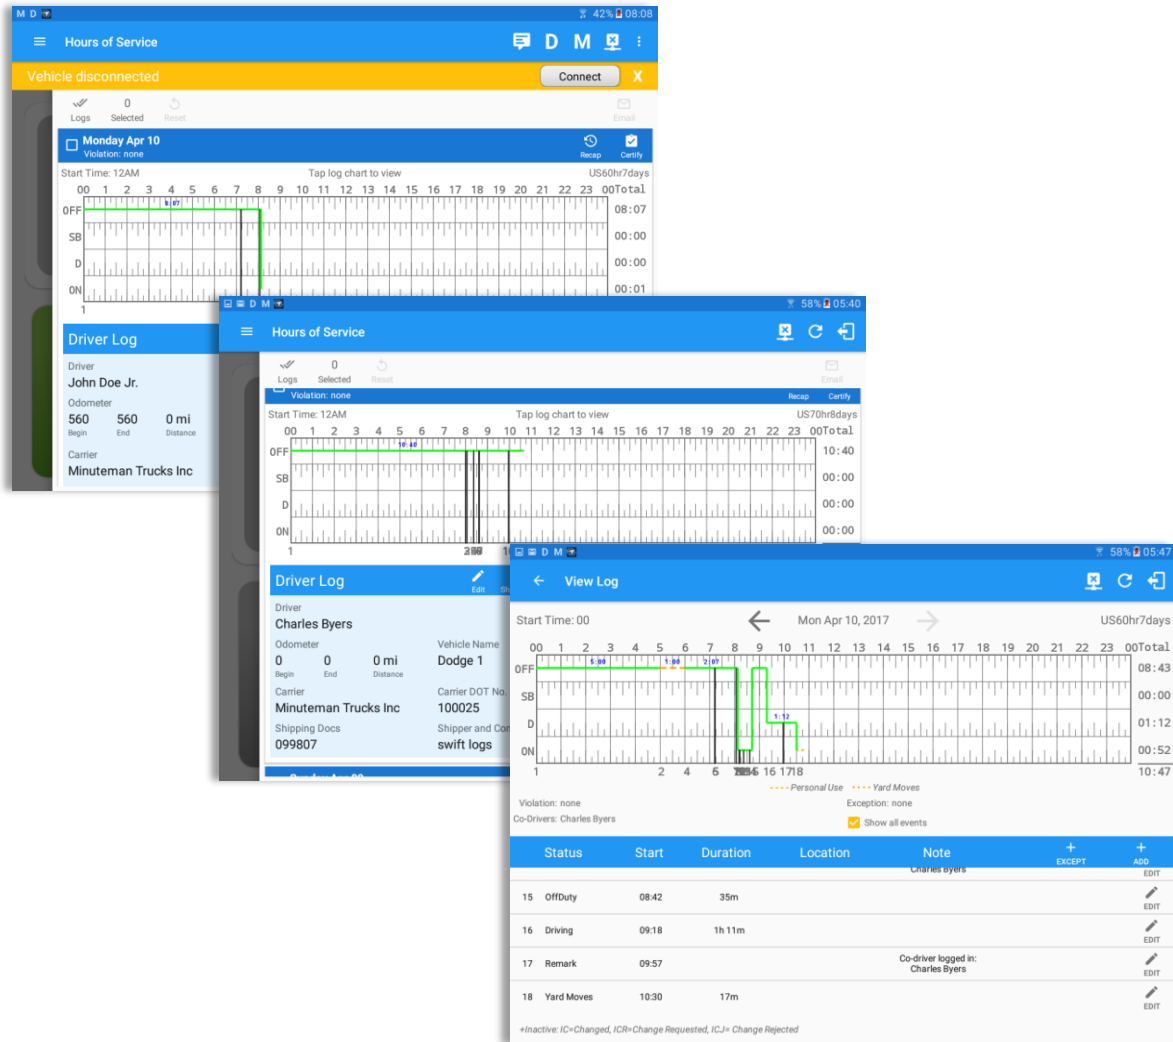 M D 42% 08:08
Hours of Service D M
Vehicle disconnected Connect X
Logs 0 Selected Reset Email
Monday Apr 10
Violation: none Recap Certify
Start Time: 12AM Tap log chart to view US60hr7days
00 1 2 3 4 5 6 7 8 9 10 11 12 13 14 15 16 17 18 19 20 21 22 23 00Total
8:07
OFF 08:07
SB 00:00
D 00:00
ON 00:01
1
Driver Log
Driver
John Doe Jr.
Odometer
560 560 0 mi
Begin End Distance
Carrier
Minuteman Trucks Inc
D M 58% 05:40
Hours of Service
Logs 0 Selected Reset Email
Violation: none Recap Certify
Start Time: 12AM Tap log chart to view US70hr8days
00 1 2 3 4 5 6 7 8 9 10 11 12 13 14 15 16 17 18 19 20 21 22 23 00Total
10:40
OFF 10:40
SB 00:00
D 00:00
ON 00:00
1
Driver Log Edit
Driver
Charles Byers
Odometer Vehicle Name
0 0 0 mi Dodge 1
Begin End Distance
Carrier Carrier DOT No.
Minuteman Trucks Inc 100025
Shipping Docs Shipper and
099807 swift logs
D M 58% 05:47
View Log
Start Time: 00 Mon Apr 10, 2017 US60hr7days
00 1 2 3 4 5 6 7 8 9 10 11 12 13 14 15 16 17 18 19 20 21 22 23 00Total
5:00 1:00 2:07
OFF 08:43
SB 00:00
1:12
D 01:12
ON 00:52
1 2 4 6 16 17 18 10:47
Personal Use Yard Moves
Violation: none Exception: none
Co-Drivers: Charles Byers Show all events
Status Start Duration Location Note + EXCEPT + ADD
Charles Byers EDIT
15 OffDuty 08:42 35m EDIT
16 Driving 09:18 1h 11m EDIT
17 Remark 09:57 Co-driver logged in: Charles Byers EDIT
18 Yard Moves 10:30 17m EDIT
+Inactive: IC=Changed, ICR=Change Requested, ICJ= Change Rejected